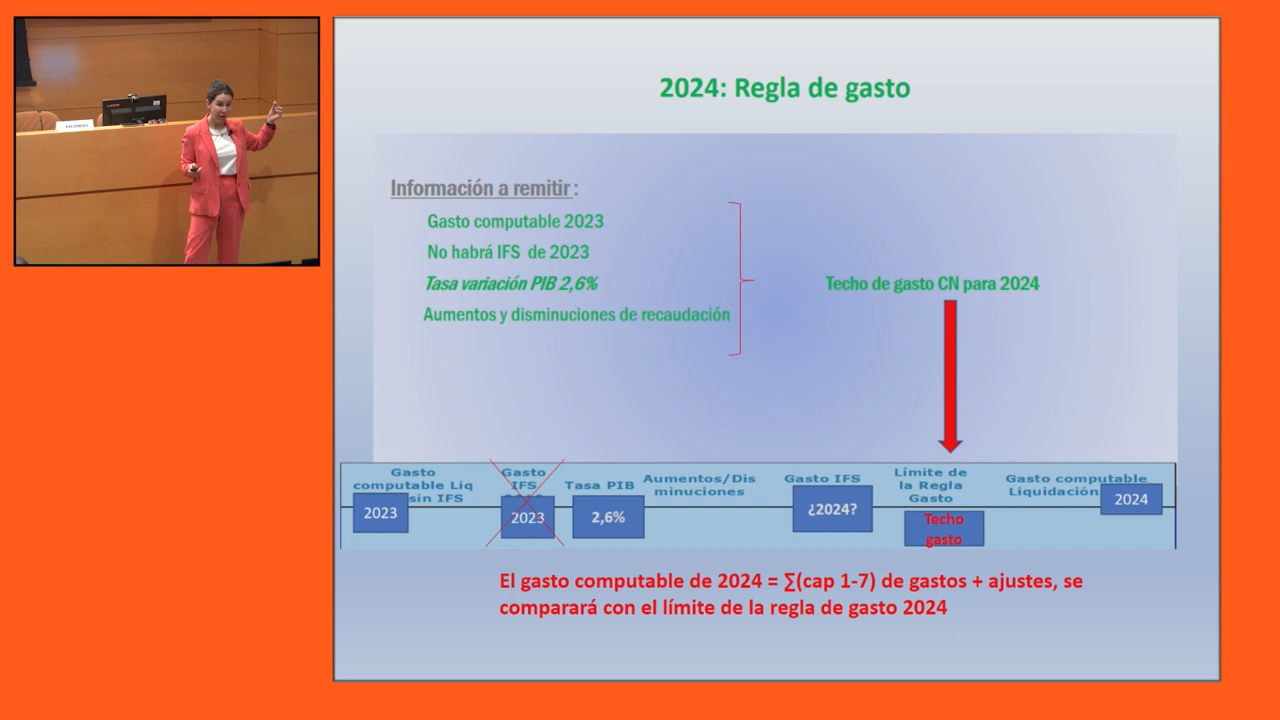 2024: Regla de gasto
Información a remitir :
Gasto computable 2023
No habrá IFS de 2023
Tasa variación PIB 2,6%
Aumentos y disminuciones de recaudación
Techo de gasto CN para 2024
Gasto
computable Liq
sin IFS
2023
Gasto
IFS
2023
Tasa PIB
2,6%
Aumentos/Dis
minuciones
Gasto IFS
¿2024?
Límite de
la Regla
Gasto
Techo
gasto
Gasto computable
Liquidación
2024
El gasto computable de 2024 = ∑(cap 1-7) de gastos + ajustes, se
comparará con el límite de la regla de gasto 2024